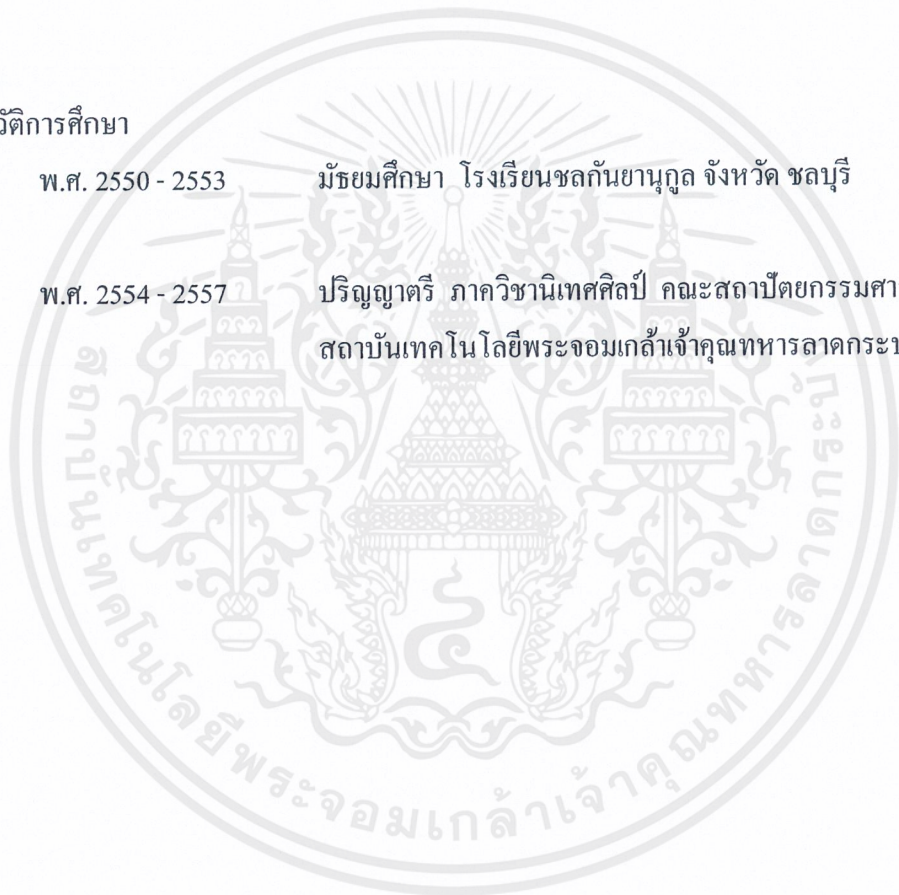 วัติการศึกษา
พ.ศ. 2550 - 2553 มัธยมศึกษา โรงเรียนชลกันยานุกูล จังหวัด ชลบุรี
พ.ศ. 2554 - 2557 ปริญญาตรี ภาควิชานิเทศศิลป์ คณะสถาปัตยกรรมศา
สถาบันเทคโนโลยีพระจอมเกล้าเจ้าคุณทหารลาดกระบ
สถาบันเทคโนโลยีพระจอมเกล้าเจ้าคุณทหารลาดกระบัง